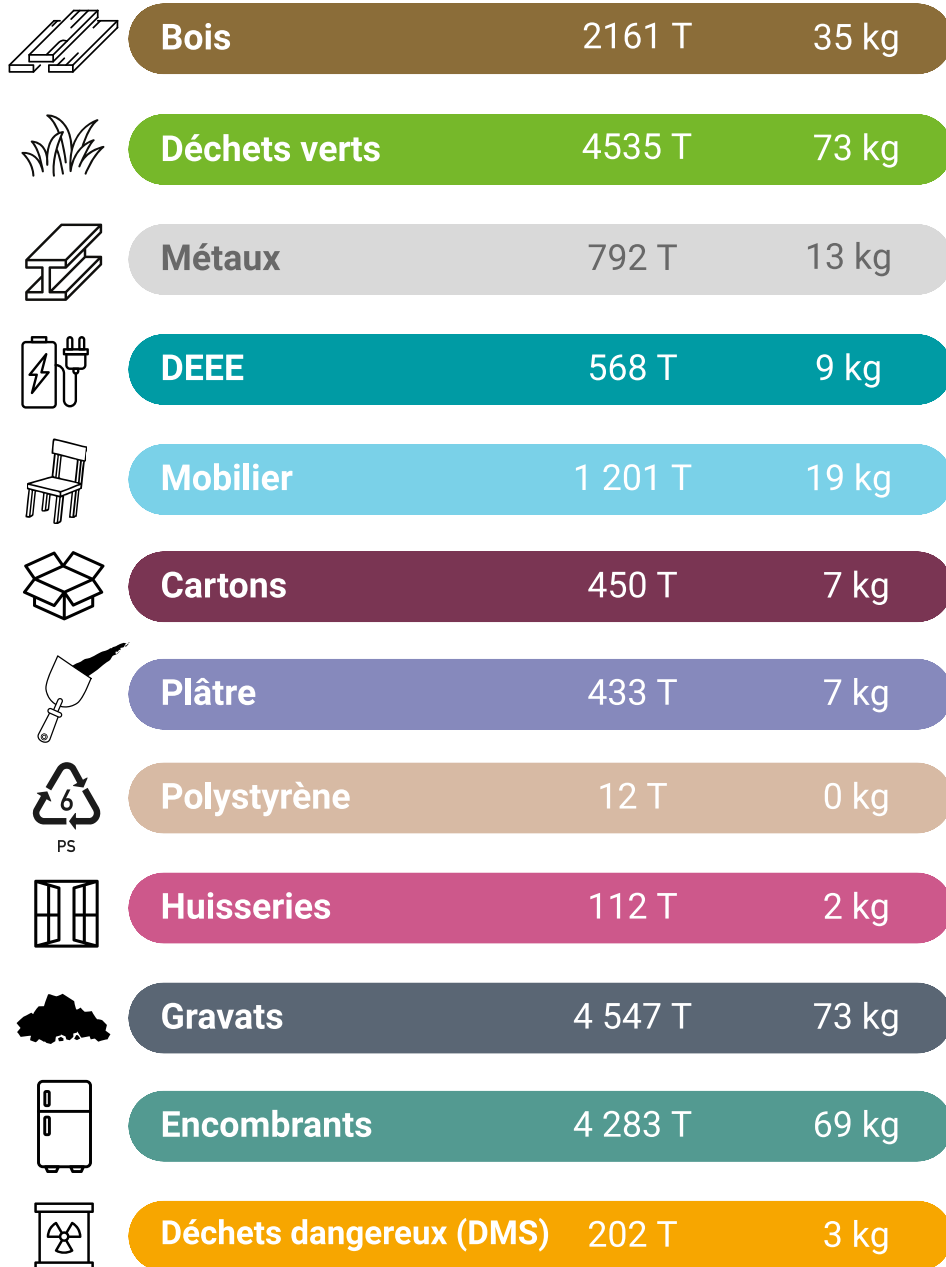 Bois 2161 T 35 kg
Déchets verts 4535 T 73 kg
Métaux 792 T 13 kg
DEEE 568 T 9 kg
Mobilier 1 201 T 19 kg
Cartons 450 T 7 kg
Plâtre 433 T 7 kg
6
Polystyrène 12 T 0 kg
PS
Huisseries 112 T 2 kg
Gravats 4 547 T 73 kg
Encombrants 4 283 T 69 kg
Déchets dangereux (DMS) 202 T 3 kg